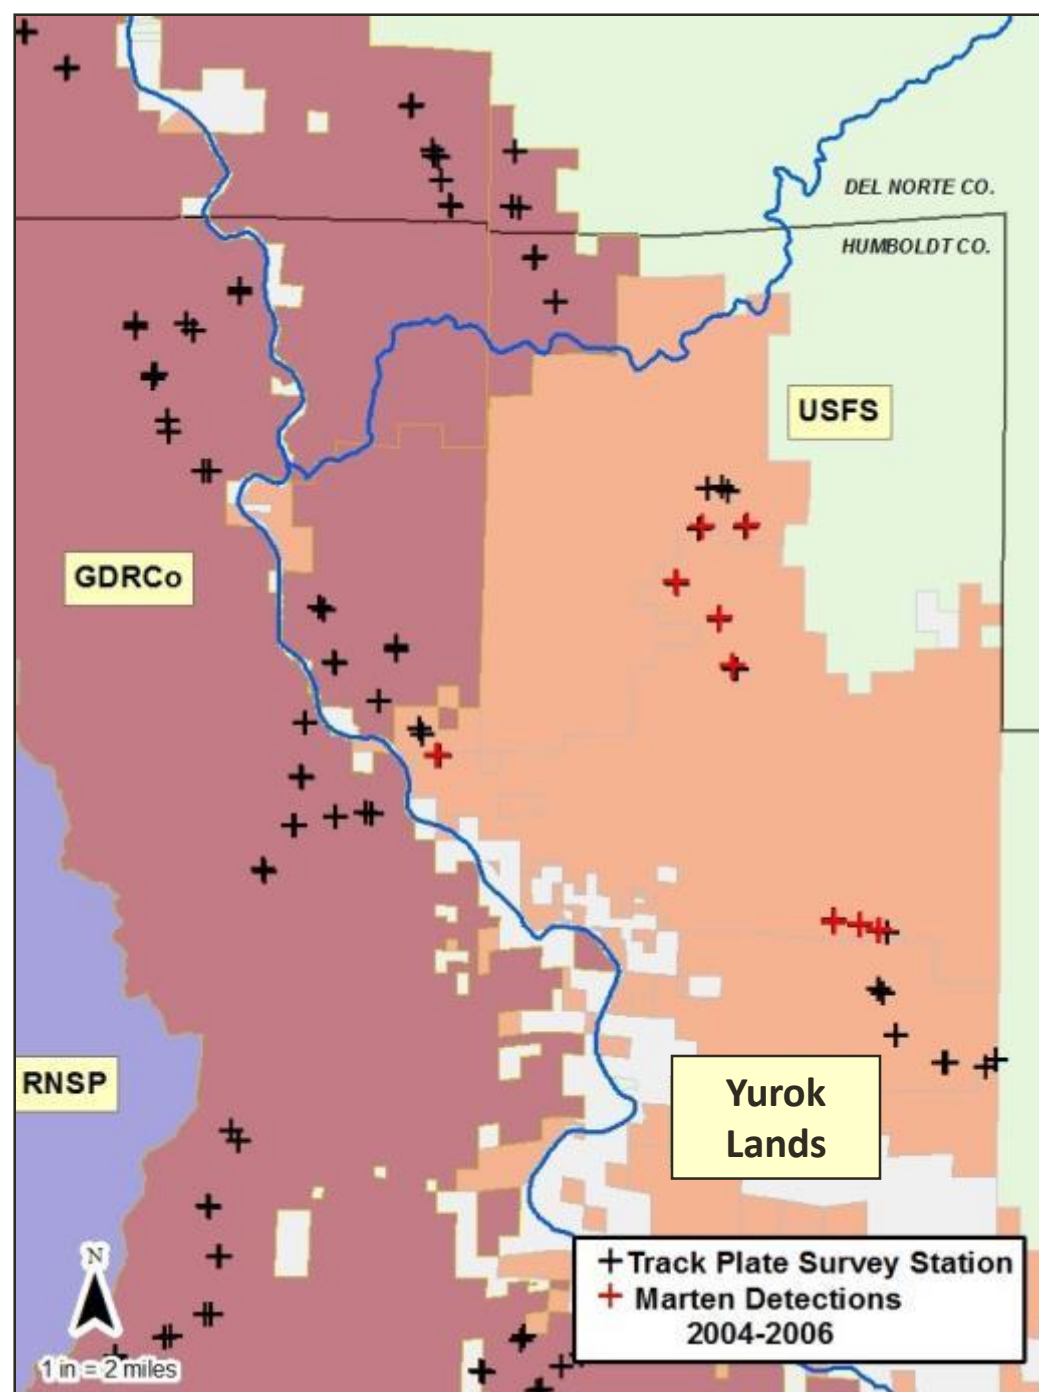 DEL NORTE CO.
HUMBOLDT CO.
USFS
GDRCo
RNSP
Yurok
Lands
Track Plate Survey Station
Marten Detections
2004-2006
N
1 in = 2 miles